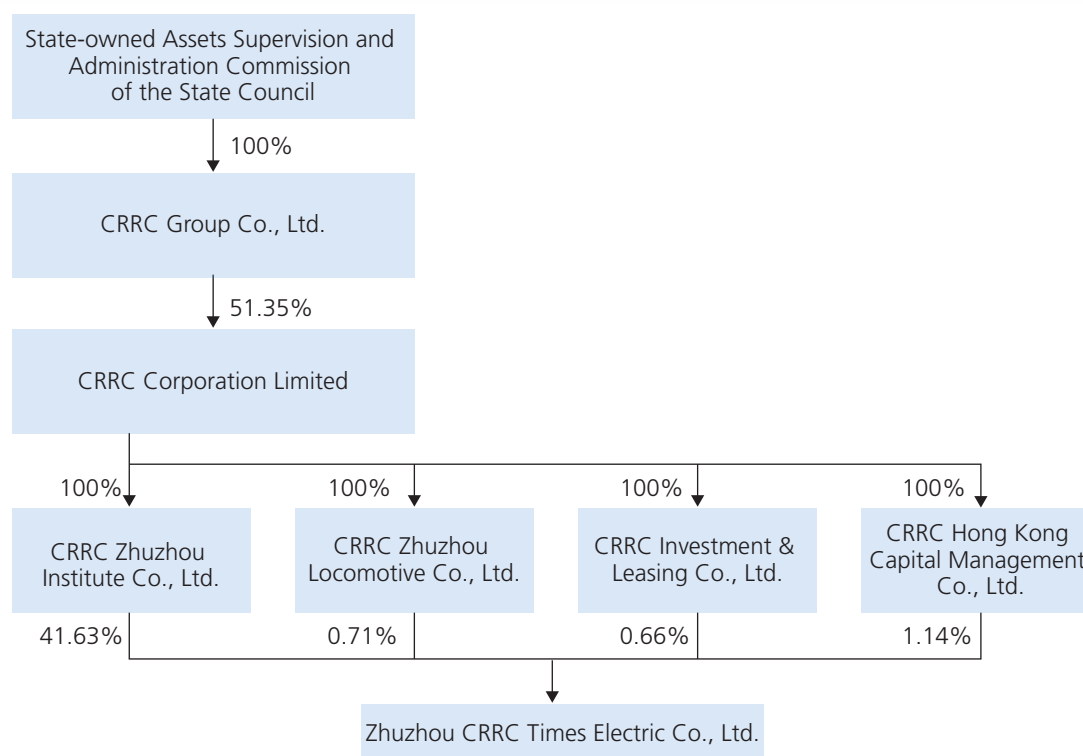 State-owned Assets Supervision and
Administration Commission
of the State Council
100%
CRRC Group Co., Ltd.
51.35%
CRRC Corporation Limited
100%
100%
100%
100%
CRRC Zhuzhou
Institute Co., Ltd.
CRRC Zhuzhou
Locomotive Co., Ltd.
CRRC Investment &
Leasing Co., Ltd.
CRRC Hong Kong
Capital Management
Co., Ltd.
41.63%
0.71%
0.66%
1.14%
Zhuzhou CRRC Times Electric Co., Ltd.